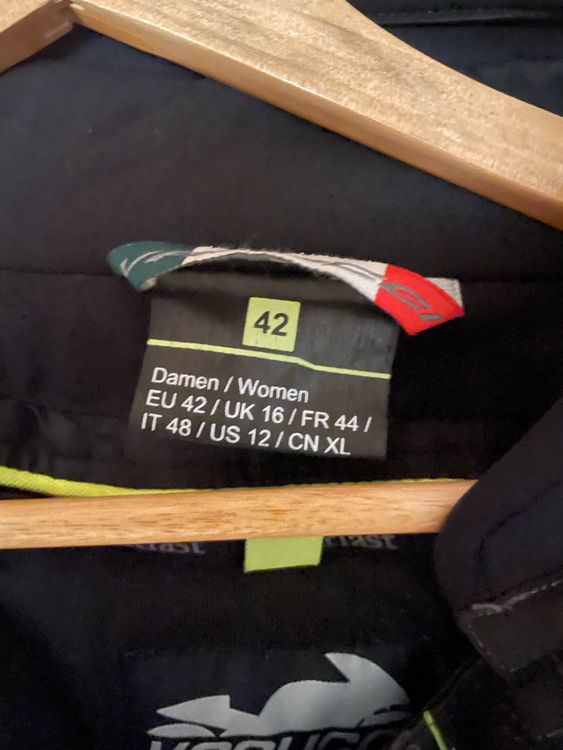 42
Damen / Women
EU 42 / UK 16 / FR 44 /
IT 48 / US 12 / CN XL